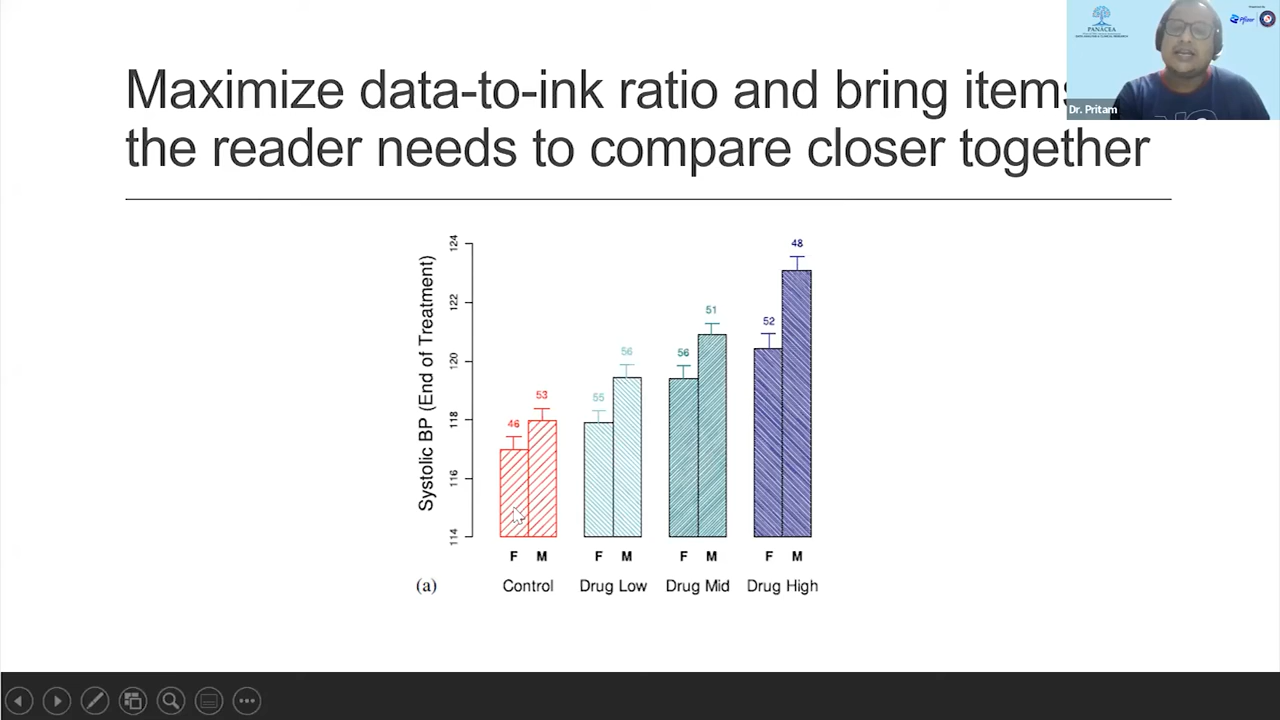 Maximize data-to-ink ratio and bring items
the reader needs to compare closer together
PANACEA
Pfizer
Dr. Pritam
Systolic BP (End of Treatment)
124
122
120
118
116
114
46
53
55
56
56
51
52
48
F M F M F M F M
(a) Control Drug Low Drug Mid Drug High